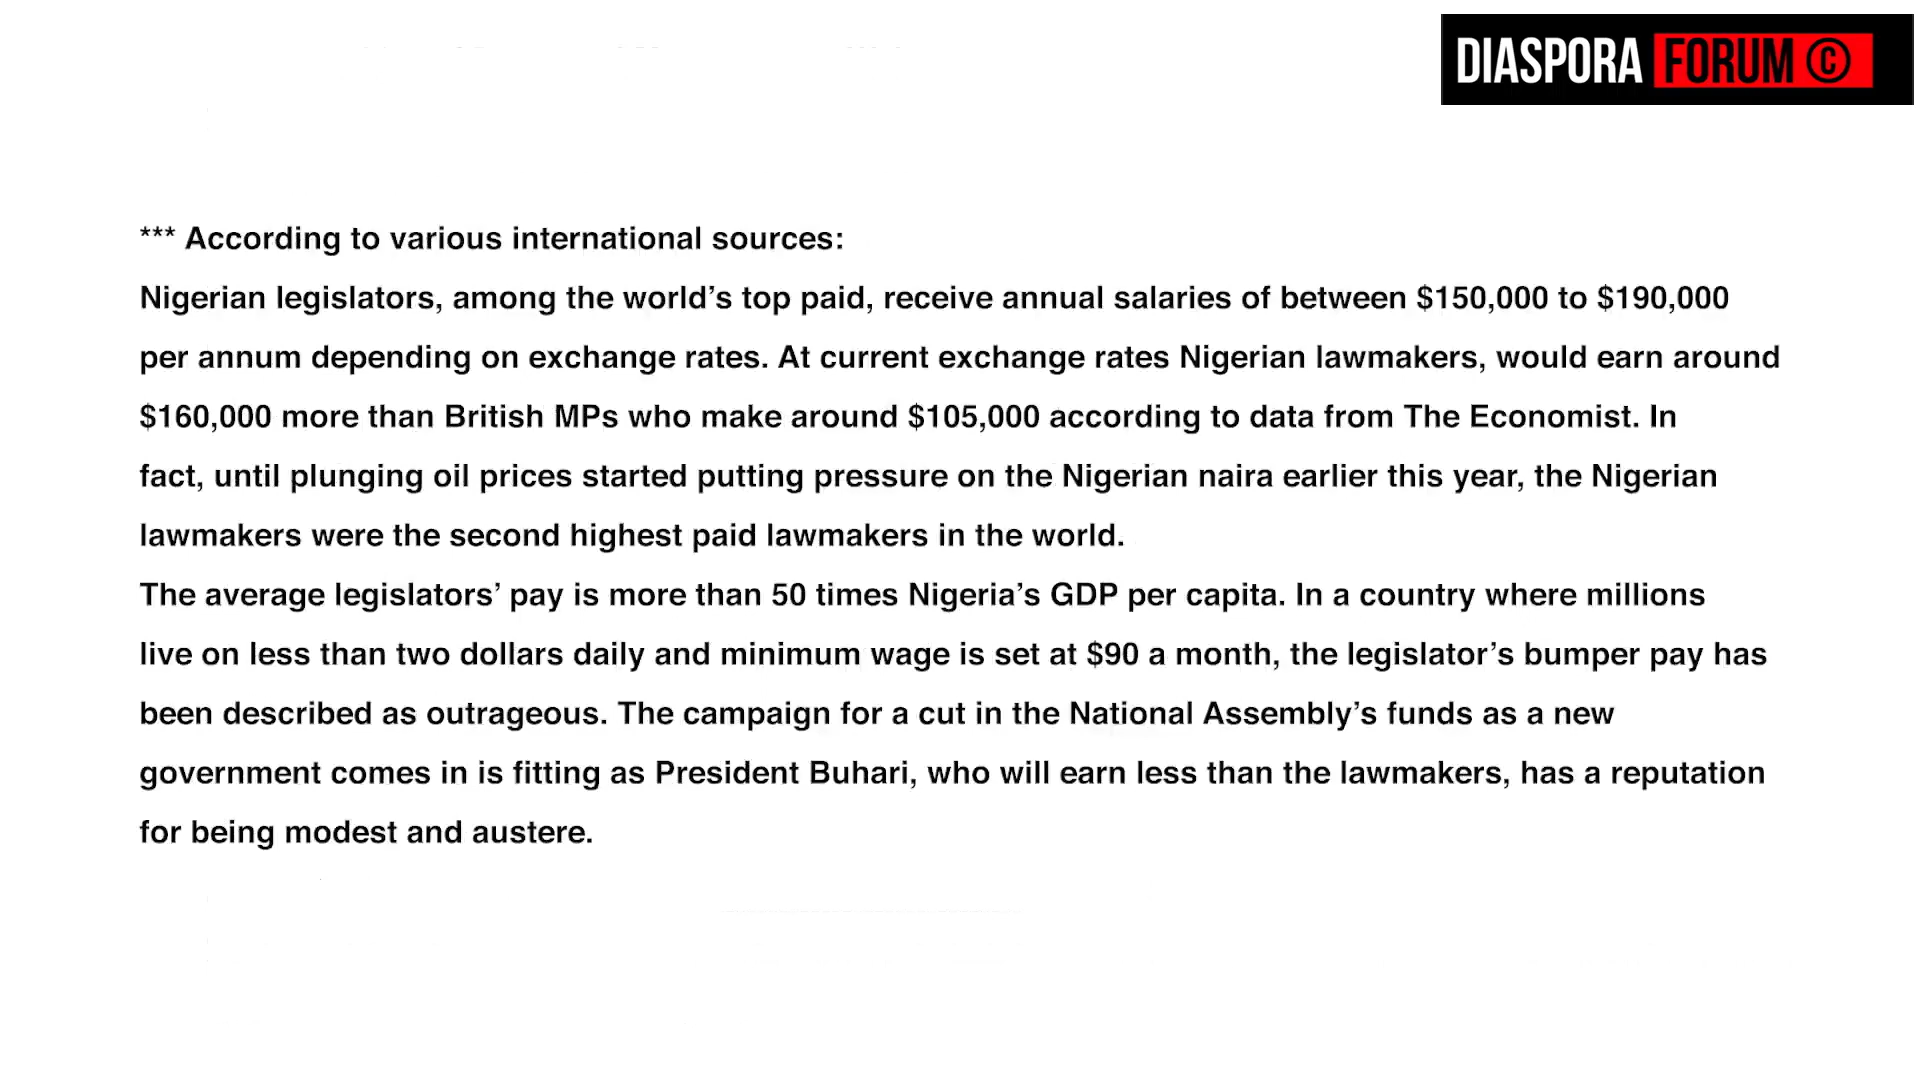 DIASPORA FORUM ©
*** According to various international sources:
Nigerian legislators, among the world’s top paid, receive annual salaries of between $150,000 to $190,000
per annum depending on exchange rates. At current exchange rates Nigerian lawmakers, would earn around
$160,000 more than British MPs who make around $105,000 according to data from The Economist. In
fact, until plunging oil prices started putting pressure on the Nigerian naira earlier this year, the Nigerian
lawmakers were the second highest paid lawmakers in the world.
The average legislators’ pay is more than 50 times Nigeria’s GDP per capita. In a country where millions
live on less than two dollars daily and minimum wage is set at $90 a month, the legislator’s bumper pay has
been described as outrageous. The campaign for a cut in the National Assembly’s funds as a new
government comes in is fitting as President Buhari, who will earn less than the lawmakers, has a reputation
for being modest and austere.